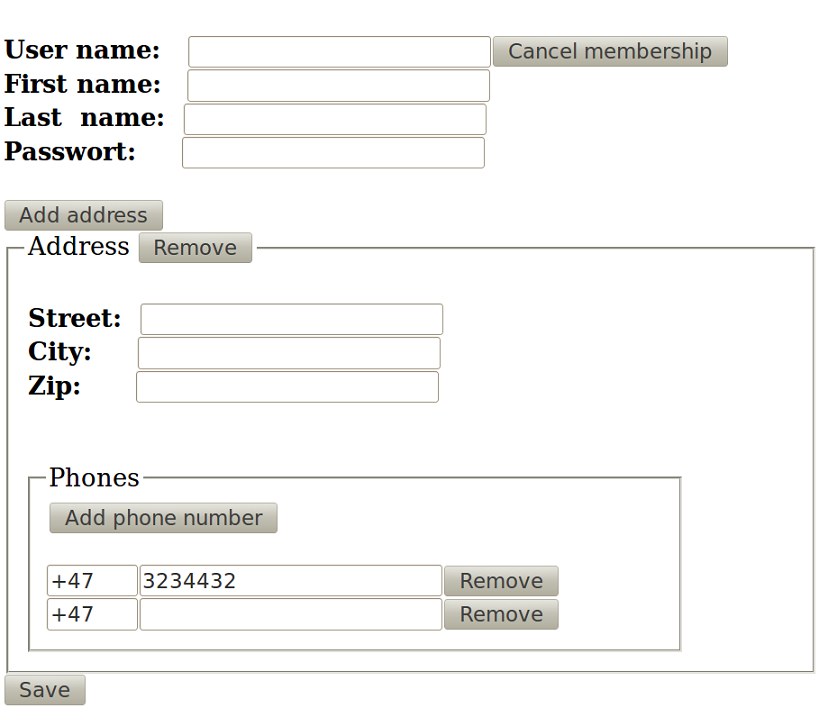 User name: Cancel membership
First name:
Last name:
Passwort:
Add address
Address Remove
Street:
City:
Zip:
Phones
Add phone number
+47 3234432 Remove
+47 Remove
Save